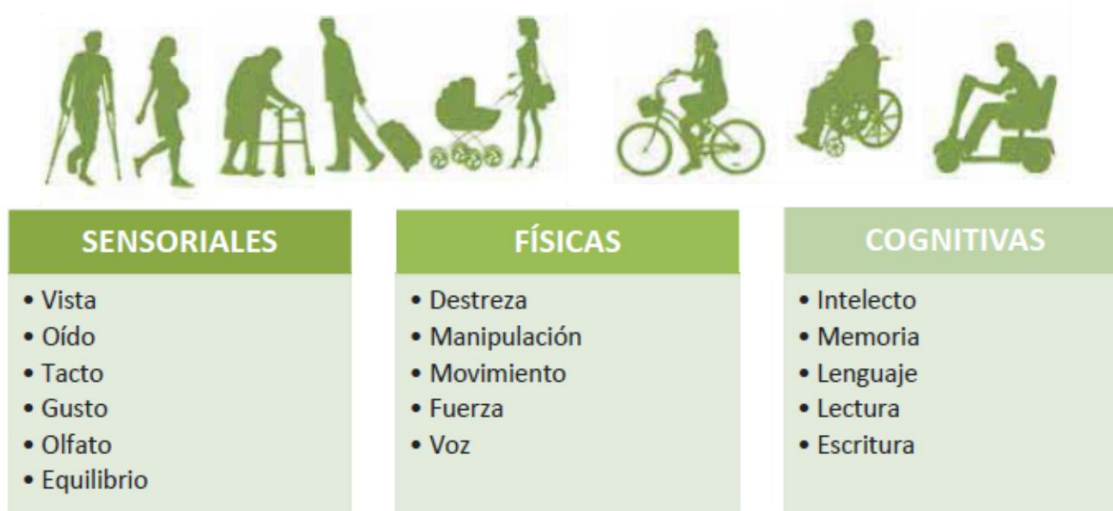 SENSORIALES
• Vista
• Oído
• Tacto
• Gusto
• Olfato
• Equilibrio
FÍSICAS
• Destreza
• Manipulación
• Movimiento
• Fuerza
• Voz
COGNITIVAS
• Intelecto
• Memoria
• Lenguaje
• Lectura
• Escritura